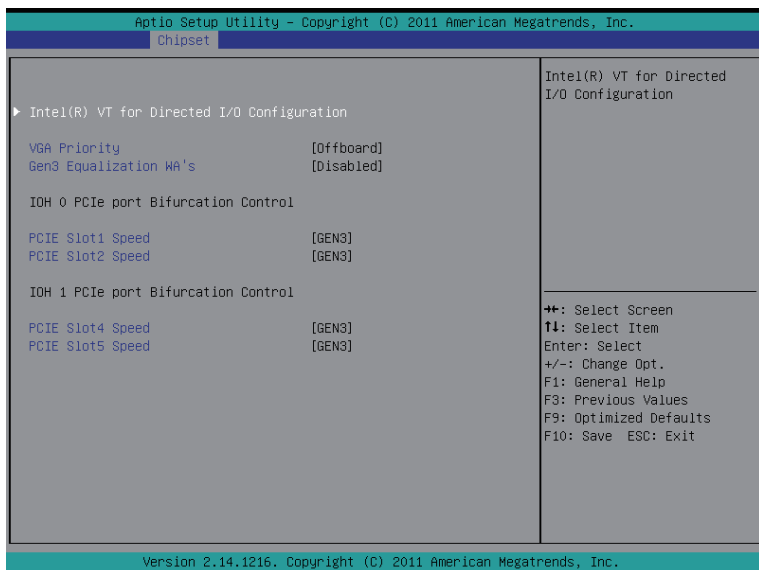 Aptio Setup Utility – Copyright (C) 2011 American Megatrends, Inc.
Chipset
▶ Intel(R) VT for Directed I/O Configuration
VGA Priority [Offboard]
Gen3 Equalization WA's [Disabled]
IOH 0 PCIe port Bifurcation Control
PCIE Slot1 Speed [GEN3]
PCIE Slot2 Speed [GEN3]
IOH 1 PCIe port Bifurcation Control
PCIE Slot4 Speed [GEN3]
PCIE Slot5 Speed [GEN3]
Intel(R) VT for Directed
I/O Configuration
→←: Select Screen
↑↓: Select Item
Enter: Select
+/-: Change Opt.
F1: General Help
F3: Previous Values
F9: Optimized Defaults
F10: Save ESC: Exit
Version 2.14.1216. Copyright (C) 2011 American Megatrends, Inc.